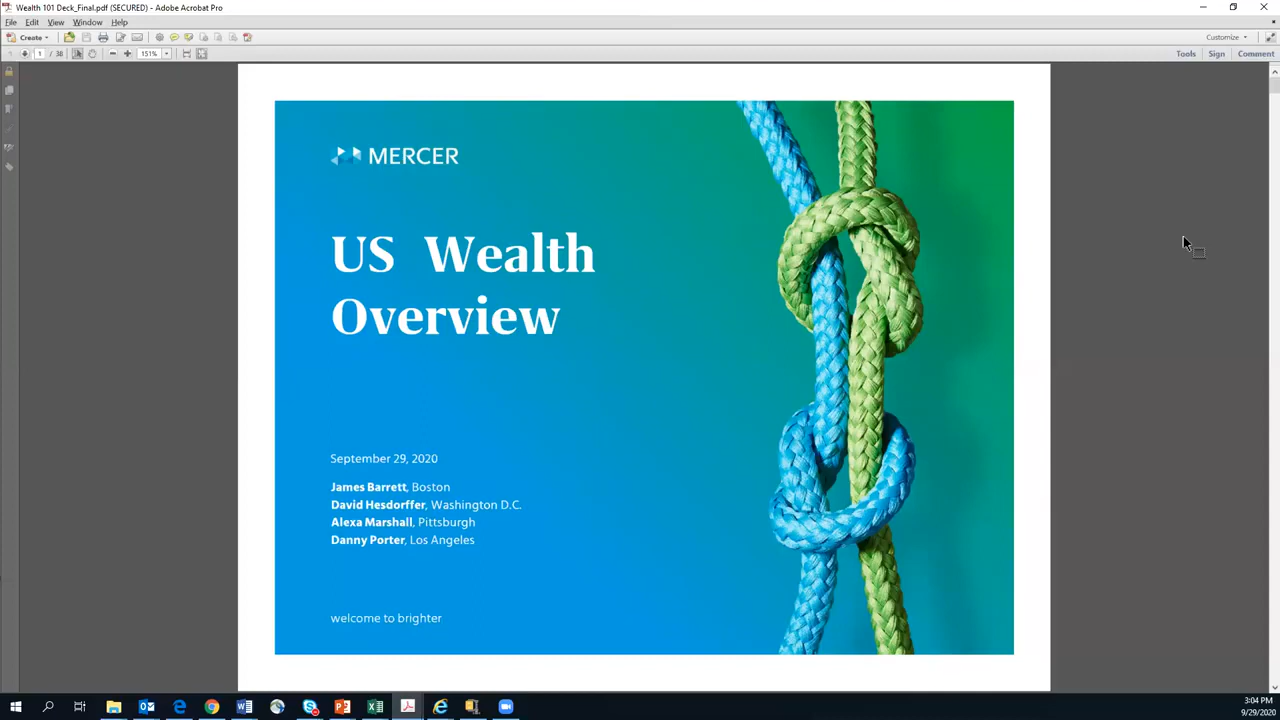 Wealth 101 Deck_Final.pdf (SECURED) - Adobe Acrobat Pro
File Edit View Window Help
Create Customize
1 / 38 151% Tools Sign Comment
MERCER
US Wealth
Overview
September 29, 2020
James Barrett, Boston
David Hesdorffer, Washington D.C.
Alexa Marshall, Pittsburgh
Danny Porter, Los Angeles
welcome to brighter
3:04 PM
9/29/2020